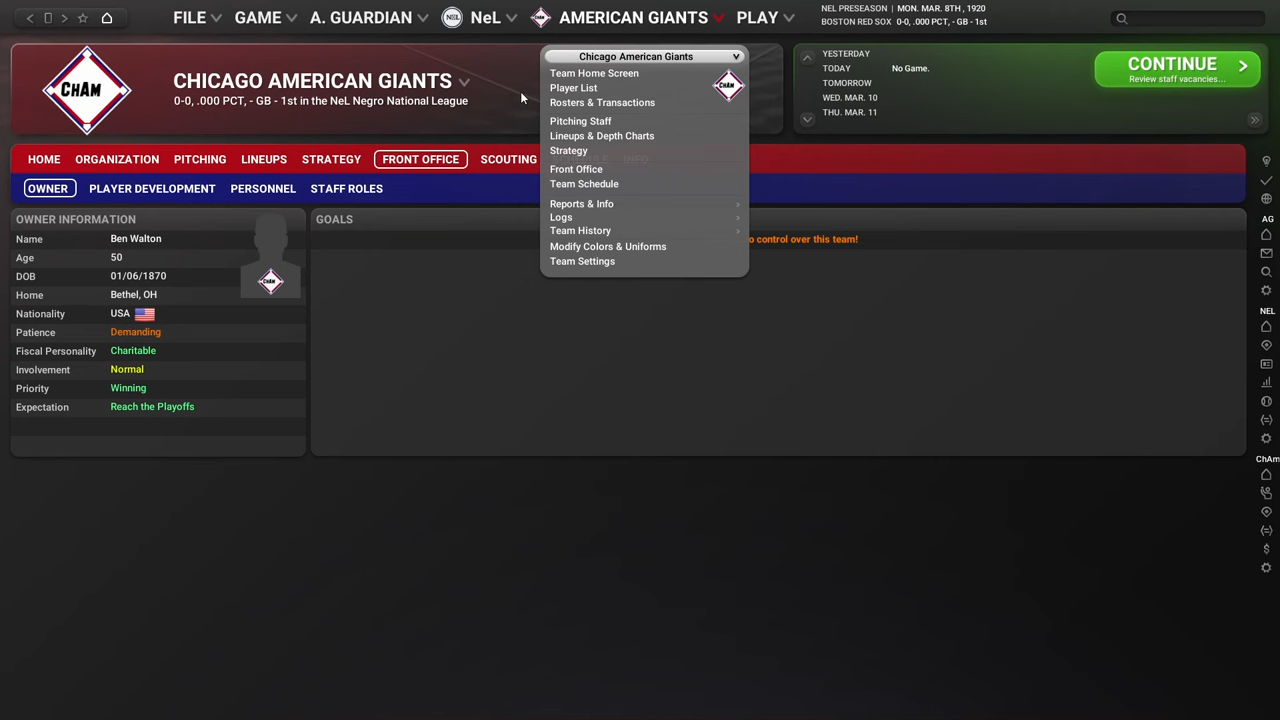 FILE GAME A. GUARDIAN NeL AMERICAN GIANTS PLAY
NEL PRESEASON | MON. MAR. 8TH , 1920
BOSTON RED SOX 0-0, .000 PCT, - GB - 1st
ChAm
CHICAGO AMERICAN GIANTS
0-0, .000 PCT, - GB - 1st in the NeL Negro National League
Chicago American Giants
Team Home Screen
Player List
Rosters & Transactions
Pitching Staff
Lineups & Depth Charts
Strategy
Front Office
Team Schedule
Reports & Info
Logs
Team History
Modify Colors & Uniforms
Team Settings
ChAm
YESTERDAY
TODAY No Game.
TOMORROW
WED. MAR. 10
THU. MAR. 11
CONTINUE
Review staff vacancies...
HOME ORGANIZATION PITCHING LINEUPS STRATEGY FRONT OFFICE SCOUTING INFO
OWNER PLAYER DEVELOPMENT PERSONNEL STAFF ROLES
OWNER INFORMATION
Name Ben Walton
Age 50
DOB 01/06/1870
Home Bethel, OH
Nationality USA
Patience Demanding
Fiscal Personality Charitable
Involvement Normal
Priority Winning
Expectation Reach the Playoffs
ChAm
GOALS
o control over this team!
AG
NEL
ChAm